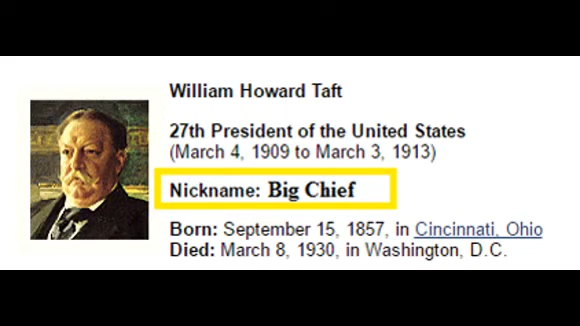 William Howard Taft
27th President of the United States
(March 4, 1909 to March 3, 1913)
Nickname: Big Chief
Born: September 15, 1857, in Cincinnati, Ohio
Died: March 8, 1930, in Washington, D.C.